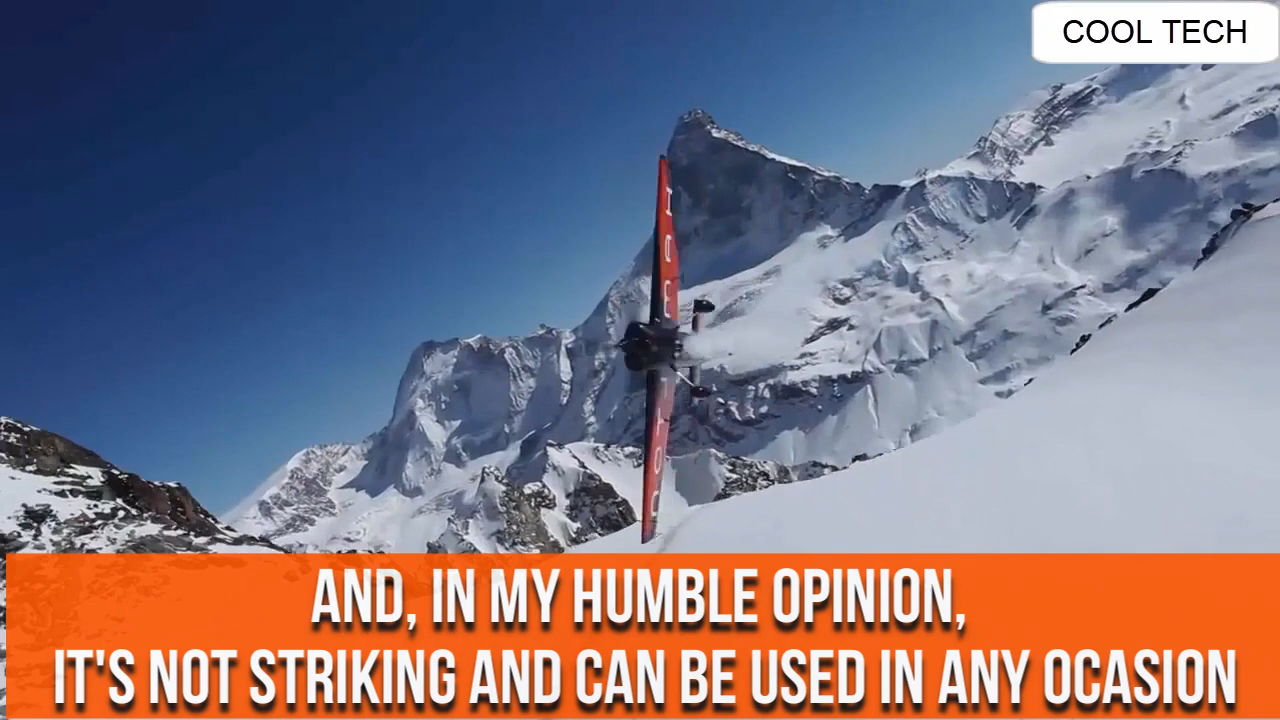 COOL TECH
AND, IN MY HUMBLE OPINION,
IT'S NOT STRIKING AND CAN BE USED IN ANY OCASION